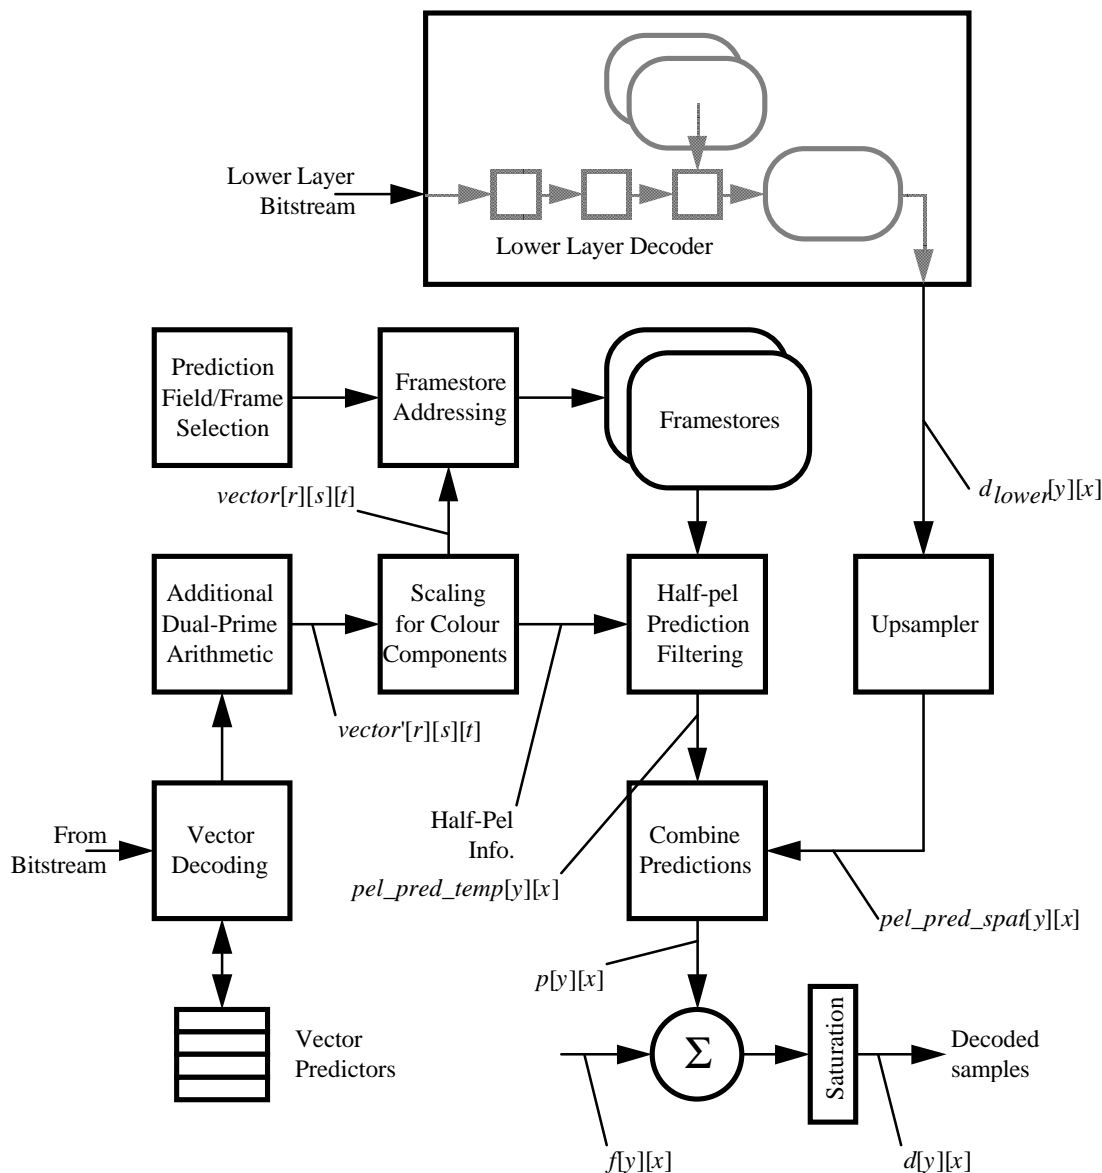 Lower Layer
Bitstream
Lower Layer Decoder
Prediction
Field/Frame
Selection
Framestore
Addressing
Framestores
vector[r][s][t]
d_lower[y][x]
Additional
Dual-Prime
Arithmetic
Scaling
for Colour
Components
Half-pel
Prediction
Filtering
Upsampler
vector'[r][s][t]
From
Bitstream
Vector
Decoding
Half-Pel
Info.
Combine
Predictions
pel_pred_temp[y][x]
pel_pred_spat[y][x]
p[y][x]
Vector
Predictors
Σ
Saturation
Decoded
samples
f[y][x]
d[y][x]